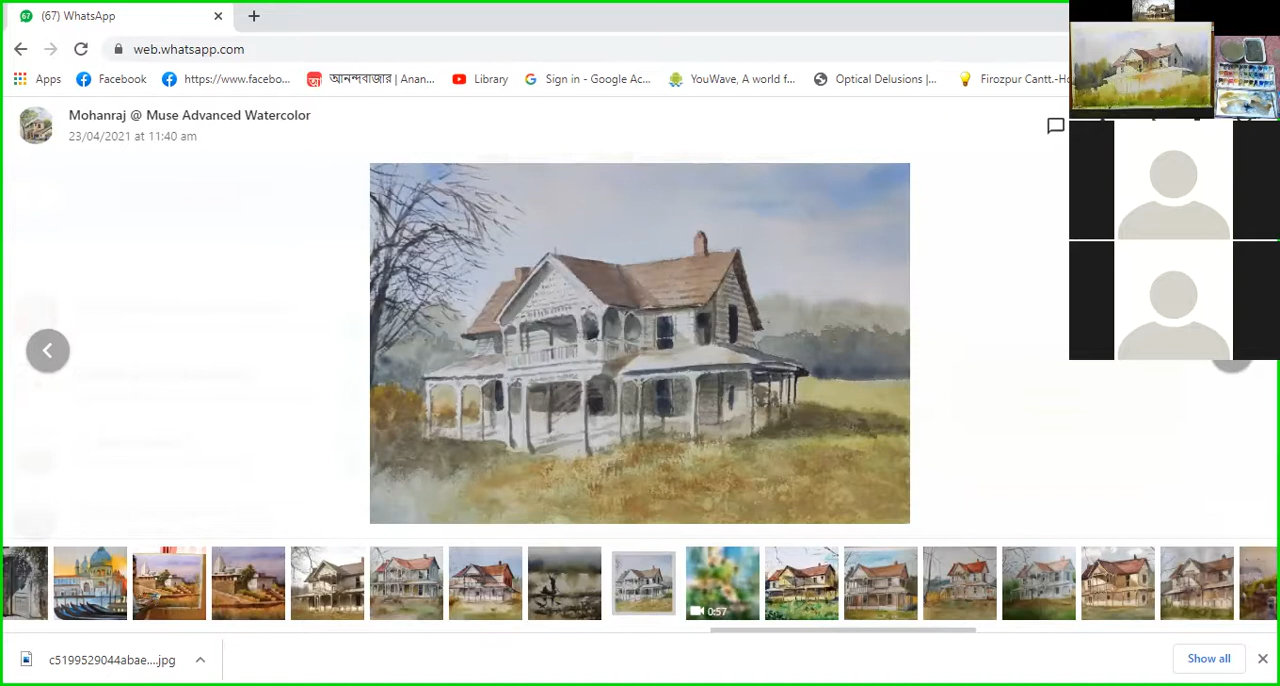 (67) WhatsApp
web.whatsapp.com
Apps Facebook https://www.facebo... আনন্দবাজার | Anan... Library Sign in - Google Ac... YouWave, A world f... Optical Delusions |... Firozpur Cantt.-Ho
Mohanraj @ Muse Advanced Watercolor
23/04/2021 at 11:40 am
0:57
c5199529044abae....jpg
Show all